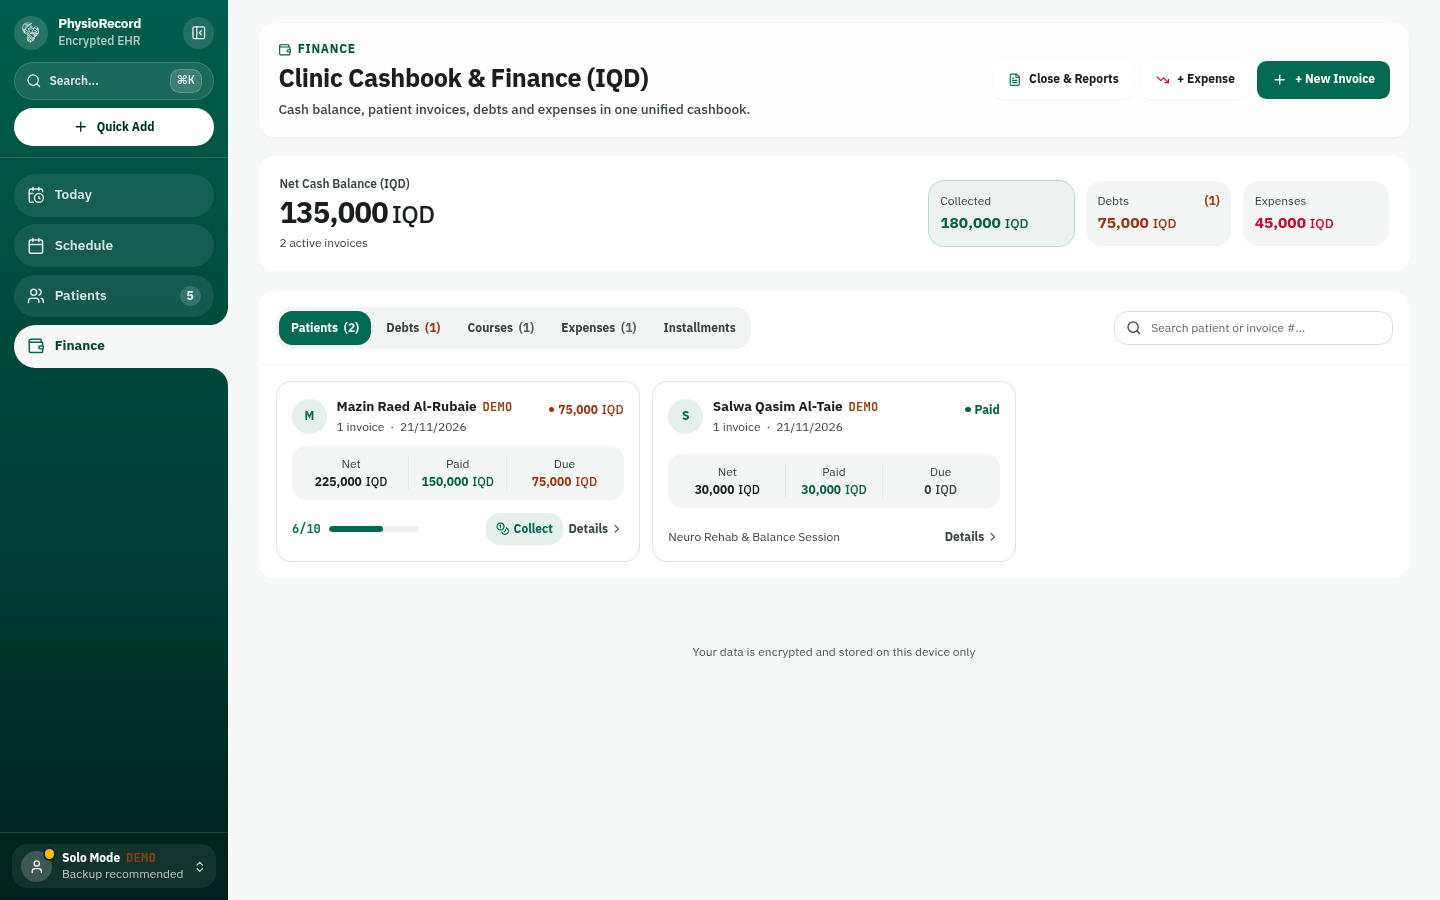 PhysioRecord
Encrypted EHR
Search...
⌘K
Quick Add
Today
Schedule
Patients
5
Finance
Solo Mode DEMO
Backup recommended
FINANCE
Clinic Cashbook & Finance (IQD)
Cash balance, patient invoices, debts and expenses in one unified cashbook.
Close & Reports
+ Expense
+ New Invoice
Net Cash Balance (IQD)
135,000 IQD
2 active invoices
Collected
180,000 IQD
Debts (1)
75,000 IQD
Expenses
45,000 IQD
Patients (2)
Debts (1)
Courses (1)
Expenses (1)
Installments
Search patient or invoice #...
M
Mazin Raed Al-Rubaie DEMO
75,000 IQD
1 invoice · 21/11/2026
Net
225,000 IQD
Paid
150,000 IQD
Due
75,000 IQD
6/10
Collect
Details
S
Salwa Qasim Al-Taie DEMO
Paid
1 invoice · 21/11/2026
Net
30,000 IQD
Paid
30,000 IQD
Due
0 IQD
Neuro Rehab & Balance Session
Details
Your data is encrypted and stored on this device only